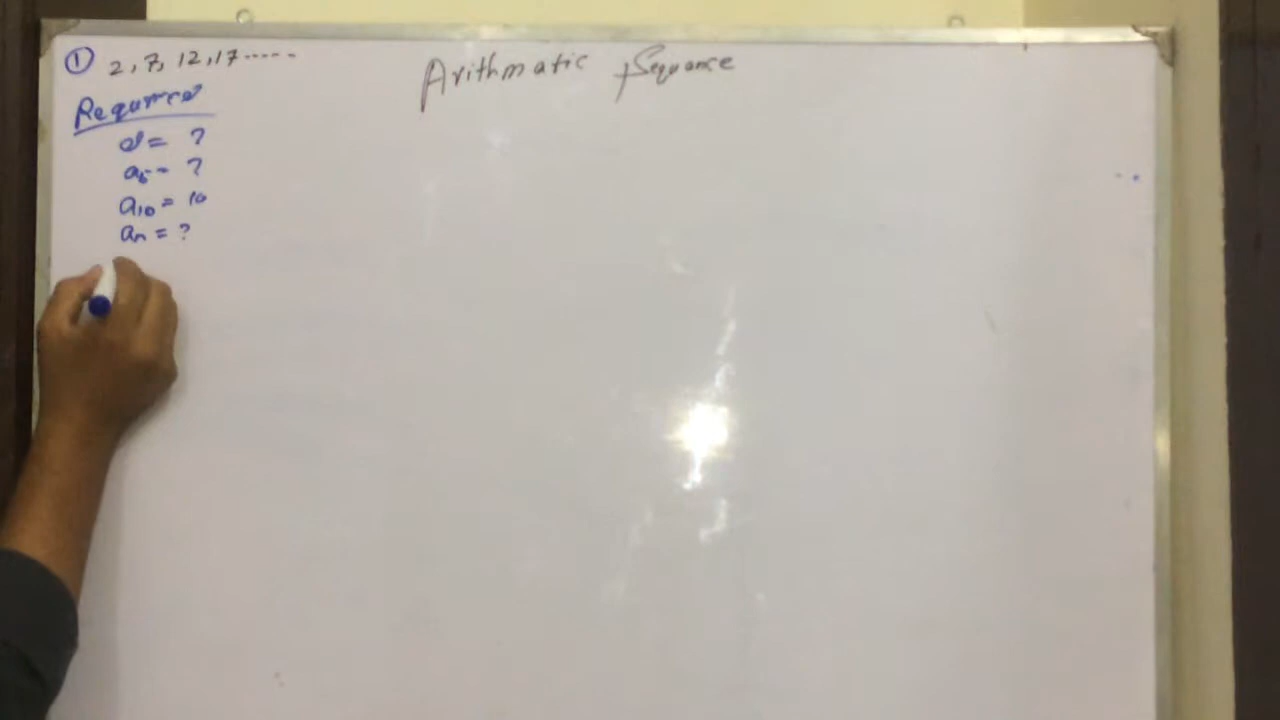 Arithmatic Sequence
① 2, 7, 12, 17 -----
Required
d = ?
a5 = ?
a10 = 10
an = ?